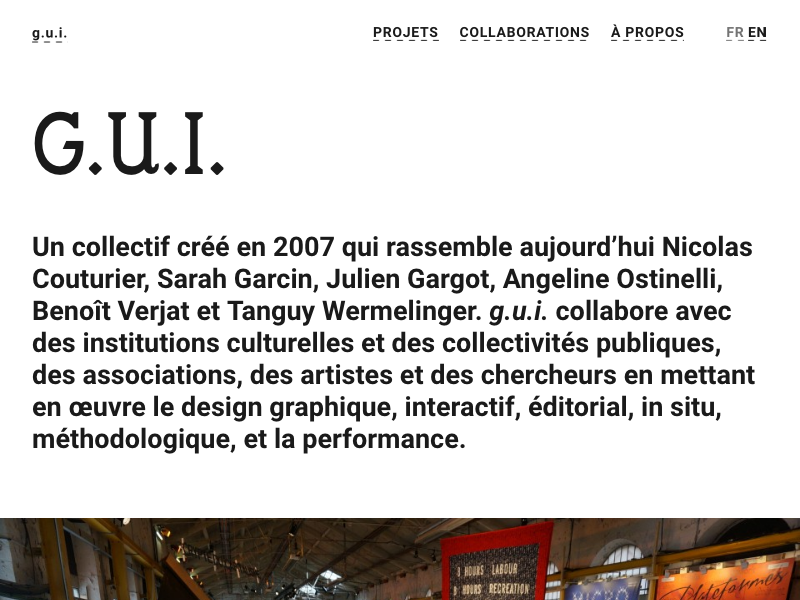 g.u.i.
PROJETS COLLABORATIONS À PROPOS FR EN
G.U.I.
Un collectif créé en 2007 qui rassemble aujourd’hui Nicolas
Couturier, Sarah Garcin, Julien Gargot, Angeline Ostinelli,
Benoît Verjat et Tanguy Wermelinger. g.u.i. collabore avec
des institutions culturelles et des collectivités publiques,
des associations, des artistes et des chercheurs en mettant
en œuvre le design graphique, interactif, éditorial, in situ,
méthodologique, et la performance.
8 HOURS LABOUR
8 HOURS RECREATION
Plateformes